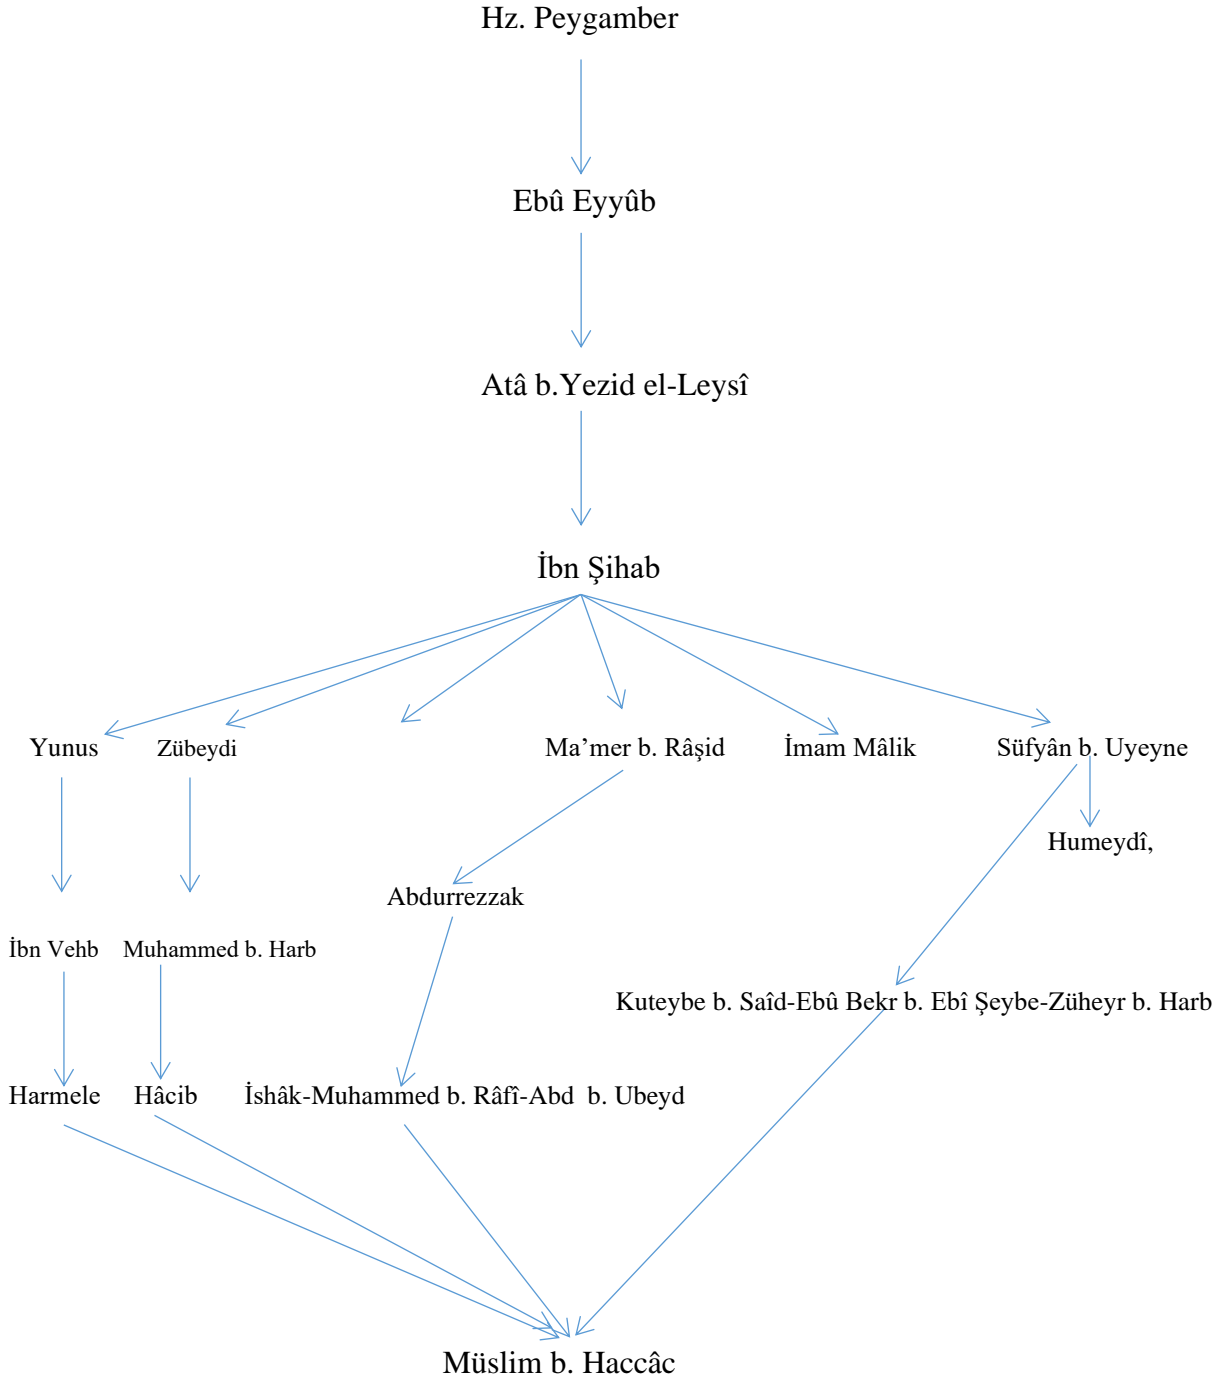 Hz. Peygamber
Ebû Eyyûb
Atâ b.Yezid el-Leysî
İbn Şihab
Yunus Zübeydi Ma’mer b. Râşid İmam Mâlik Süfyân b. Uyeyne
Humeydî,
Abdurrezzak
İbn Vehb Muhammed b. Harb
Kuteybe b. Saîd-Ebû Bekr b. Ebî Şeybe-Züheyr b. Harb
Harmele Hâcib İshâk-Muhammed b. Râfî-Abd b. Ubeyd
Müslim b. Haccâc